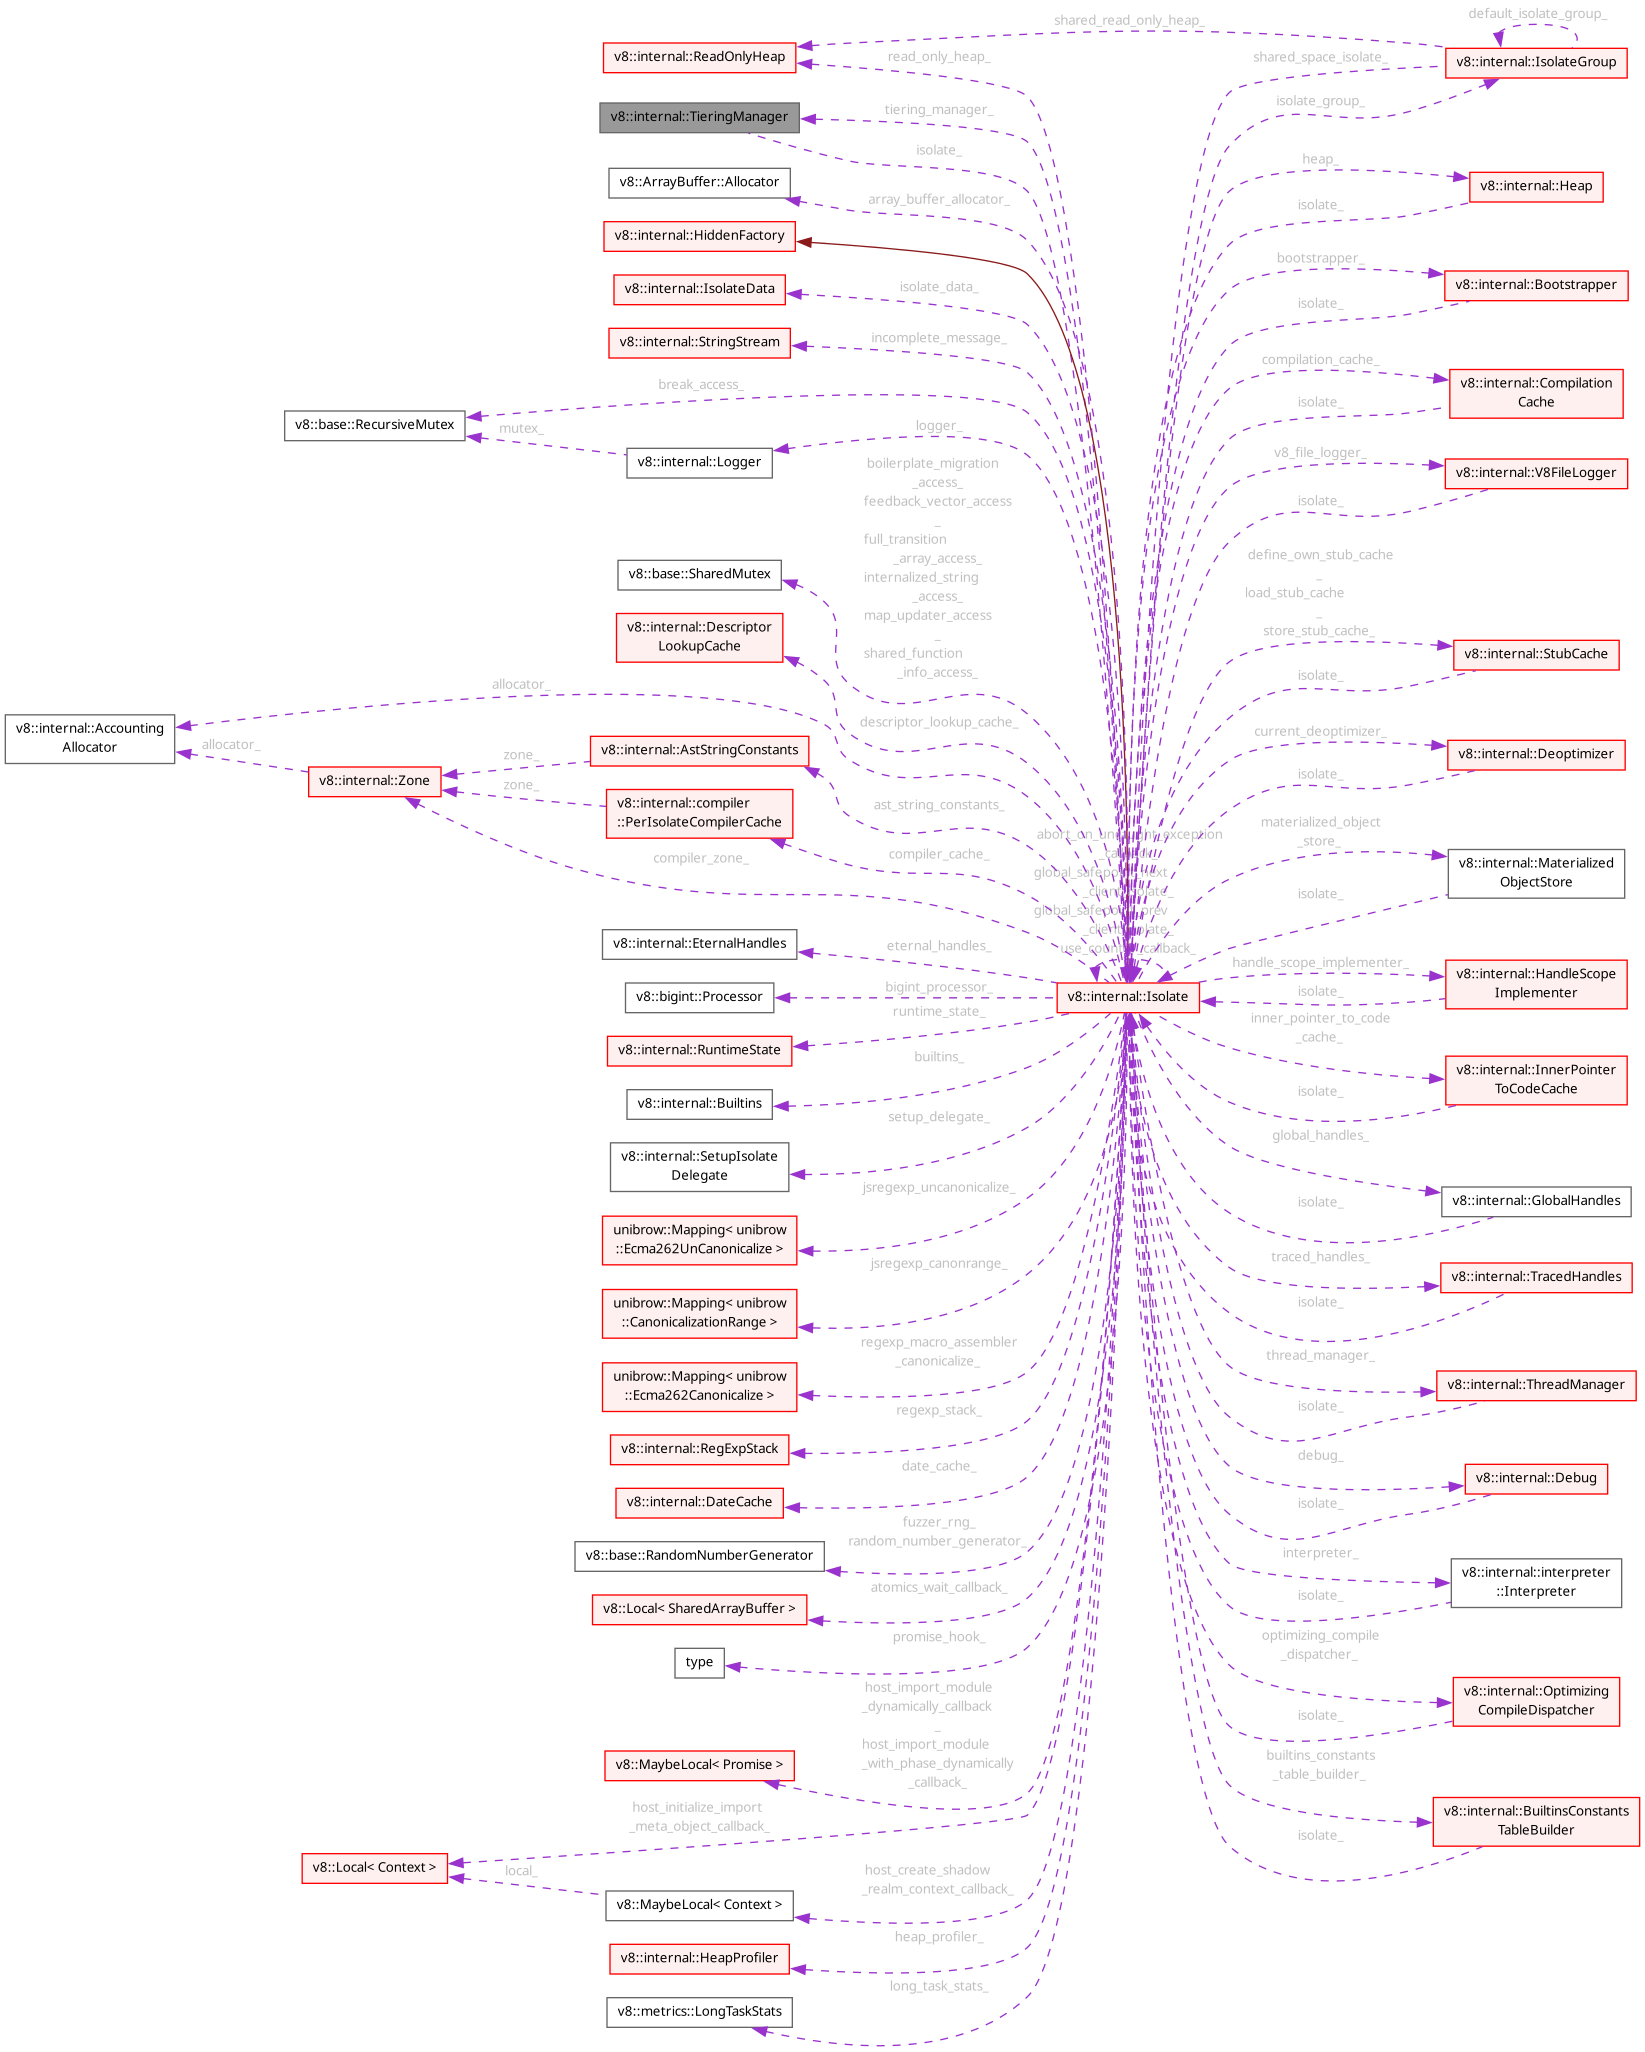 default_isolate_group_
shared_read_only_heap_
v8::internal::ReadOnlyHeap
read_only_heap_
shared_space_isolate_
v8::internal::IsolateGroup
isolate_group_
v8::internal::TieringManager
tiering_manager_
isolate_
heap_
v8::ArrayBuffer::Allocator
array_buffer_allocator_
v8::internal::Heap
isolate_
v8::internal::HiddenFactory
bootstrapper_
v8::internal::IsolateData
isolate_data_
v8::internal::Bootstrapper
isolate_
v8::internal::StringStream
incomplete_message_
compilation_cache_
v8::internal::Compilation
Cache
isolate_
break_access_
v8::base::RecursiveMutex
mutex_
logger_
v8::internal::Logger
v8_file_logger_
v8::internal::V8FileLogger
isolate_
boilerplate_migration
_access_
feedback_vector_access
_
full_transition
_array_access_
internalized_string
_access_
map_updater_access
_
shared_function
_info_access_
v8::base::SharedMutex
define_own_stub_cache
_
load_stub_cache
_
store_stub_cache_
v8::internal::StubCache
isolate_
v8::internal::Descriptor
LookupCache
descriptor_lookup_cache_
allocator_
v8::internal::Accounting
Allocator
allocator_
v8::internal::Zone
zone_
v8::internal::AstStringConstants
zone_
v8::internal::compiler
::PerIsolateCompilerCache
ast_string_constants_
compiler_cache_
compiler_zone_
current_deoptimizer_
v8::internal::Deoptimizer
isolate_
materialized_object
_store_
v8::internal::Materialized
ObjectStore
isolate_
_client
_client
v8::internal::EternalHandles
eternal_handles_
v8::bigint::Processor
bigint_processor_
v8::internal::Isolate
handle_scope_implementer_
v8::internal::HandleScope
Implementer
isolate_
v8::internal::RuntimeState
runtime_state_
inner_pointer_to_code
_cache_
v8::internal::InnerPointer
ToCodeCache
isolate_
v8::internal::Builtins
builtins_
v8::internal::SetupIsolate
Delegate
setup_delegate_
global_handles_
v8::internal::GlobalHandles
isolate_
unibrow::Mapping< unibrow
::Ecma262UnCanonicalize >
jsregexp_uncanonicalize_
traced_handles_
v8::internal::TracedHandles
isolate_
unibrow::Mapping< unibrow
::CanonicalizationRange >
jsregexp_canonrange_
unibrow::Mapping< unibrow
::Ecma262Canonicalize >
regexp_macro_assembler
_canonicalize_
thread_manager_
v8::internal::ThreadManager
isolate_
v8::internal::RegExpStack
regexp_stack_
debug_
v8::internal::Debug
isolate_
v8::internal::DateCache
date_cache_
v8::base::RandomNumberGenerator
fuzzer_rng_
random_number_generator_
interpreter_
v8::internal::interpreter
::Interpreter
isolate_
v8::Local< SharedArrayBuffer >
atomics_wait_callback_
type
promise_hook_
optimizing_compile
_dispatcher_
v8::internal::Optimizing
CompileDispatcher
isolate_
host_import_module
_dynamically_callback
_
host_import_module
_with_phase_dynamically
_callback_
v8::MaybeLocal< Promise >
builtins_constants
_table_builder_
v8::internal::BuiltinsConstants
TableBuilder
isolate_
host_initialize_import
_meta_object_callback_
v8::Local< Context >
local_
v8::MaybeLocal< Context >
host_create_shadow
_realm_context_callback_
v8::internal::HeapProfiler
heap_profiler_
v8::metrics::LongTaskStats
long_task_stats_